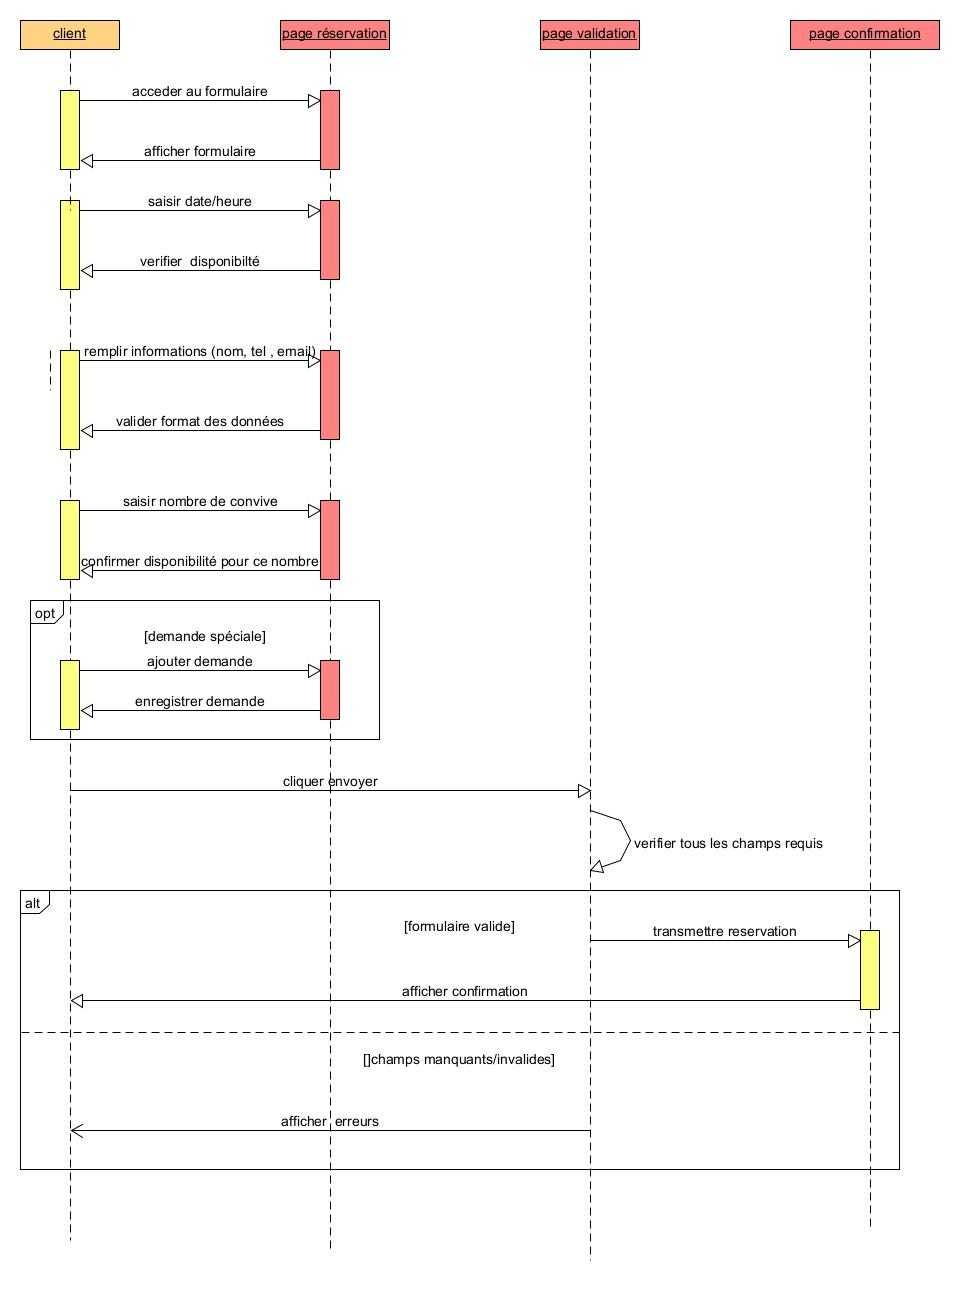 client
page réservation
page validation
page confirmation
acceder au formulaire
afficher formulaire
saisir date/heure
verifier  disponibilté
remplir informations (nom, tel , email)
valider format des données
saisir nombre de convive
confirmer disponibilité pour ce nombre
opt
[demande spéciale]
ajouter demande
enregistrer demande
cliquer envoyer
verifier tous les champs requis
alt
[formulaire valide]
transmettre reservation
afficher confirmation
[]champs manquants/invalides]
afficher  erreurs